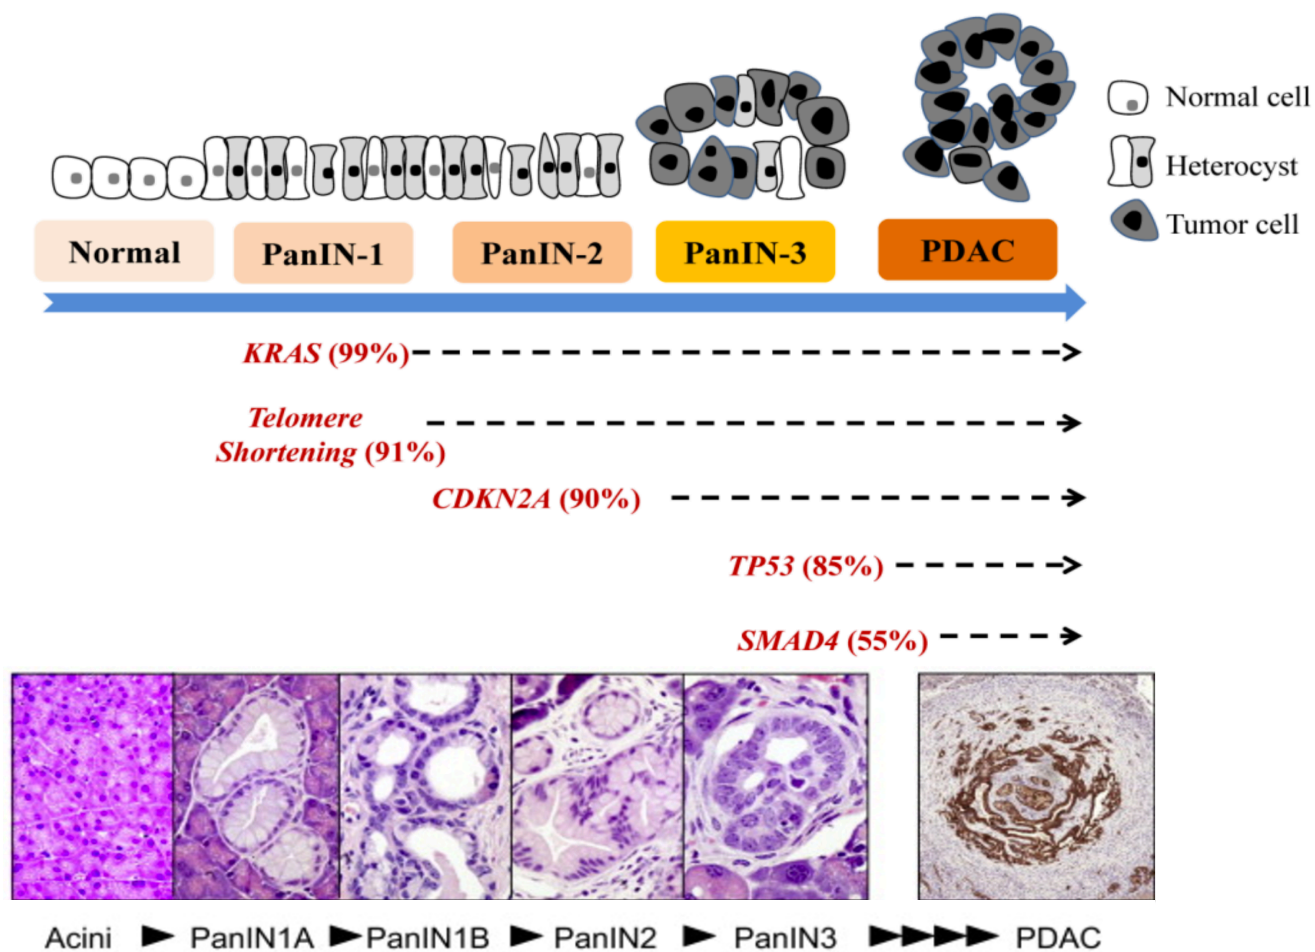 Normal cell
Heterocyst
Tumor cell
Normal PanIN-1 PanIN-2 PanIN-3 PDAC
KRAS (99%)
Telomere
Shortening (91%)
CDKN2A (90%)
TP53 (85%)
SMAD4 (55%)
Acini PanIN1A PanIN1B PanIN2 PanIN3 PDAC